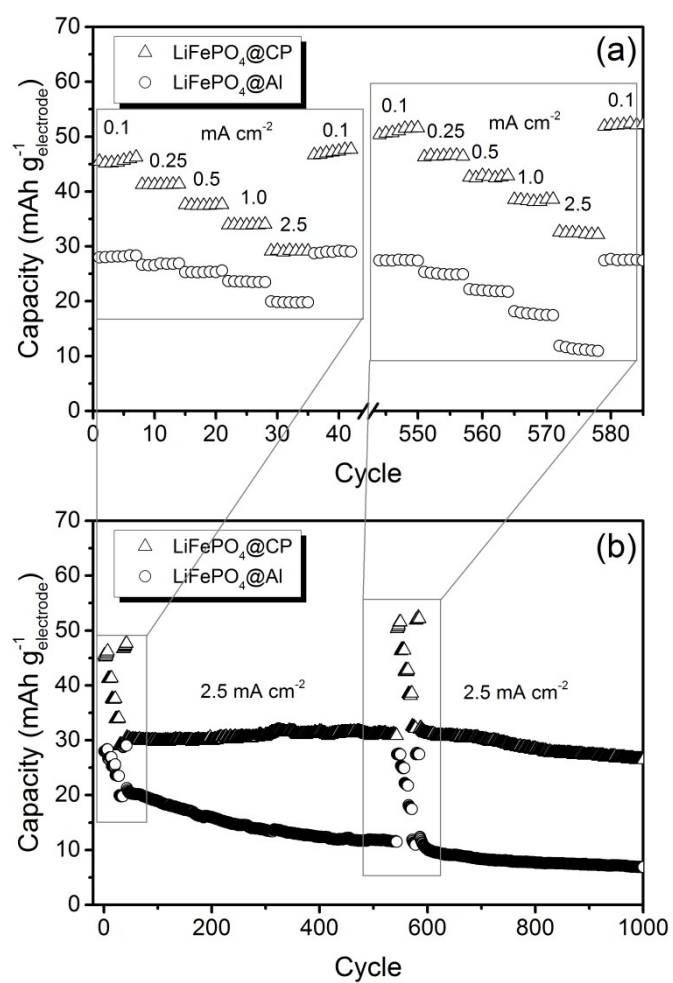 (a)
△ LiFePO₄@CP
○ LiFePO₄@Al
0.1 0.25 0.5 1.0 2.5 0.1
mA cm⁻²
0.1 0.25 0.5 1.0 2.5 0.1
mA cm⁻²
Capacity (mAh g⁻¹electrode)
70
60
50
40
30
20
10
0
0 10 20 30 40 550 560 570 580
Cycle
(b)
△ LiFePO₄@CP
○ LiFePO₄@Al
2.5 mA cm⁻² 2.5 mA cm⁻²
Capacity (mAh g⁻¹electrode)
70
60
50
40
30
20
10
0
0 200 400 600 800 1000
Cycle